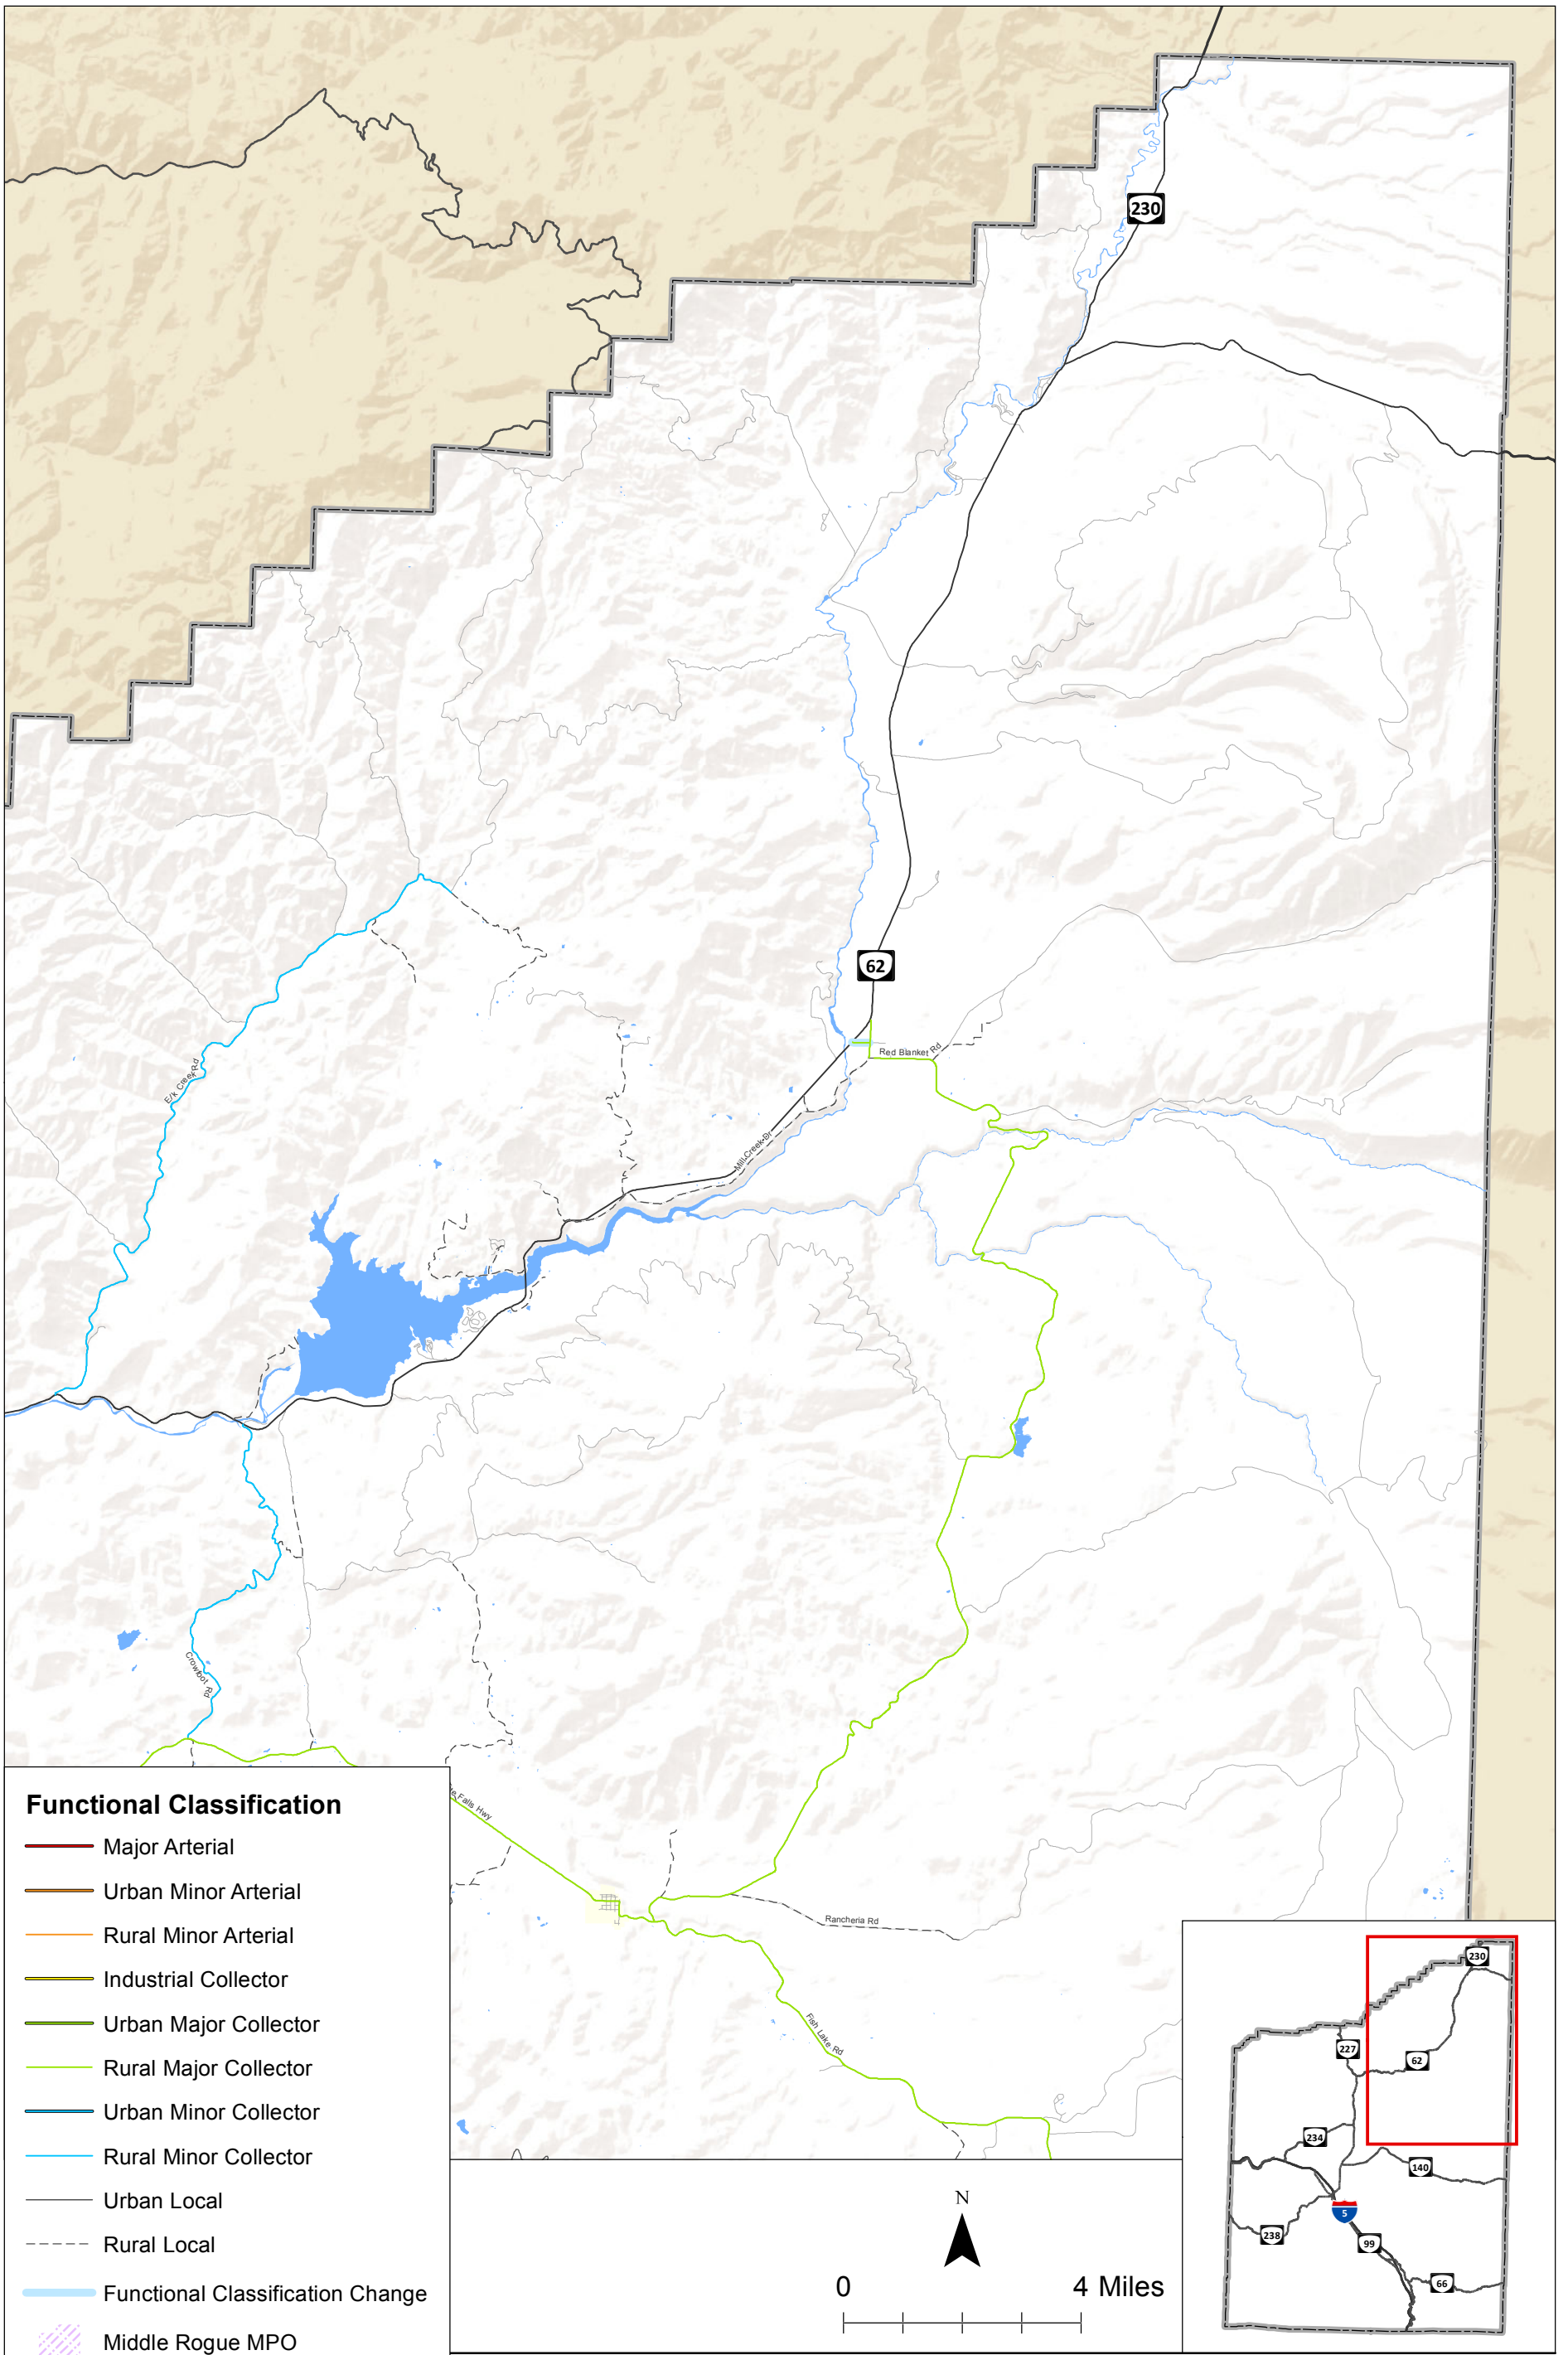 230
62
Red Blanket Rd
Elk Creek Rd
Mill Creek Dr
Crowfoot Rd
Falls Hwy
Rancheria Rd
Fish Lake Rd
Functional Classification
Major Arterial
Urban Minor Arterial
Rural Minor Arterial
Industrial Collector
Urban Major Collector
Rural Major Collector
Urban Minor Collector
Rural Minor Collector
Urban Local
Rural Local
Functional Classification Change
Middle Rogue MPO
N
0 4 Miles
230
227
62
234
140
5
238
99
66